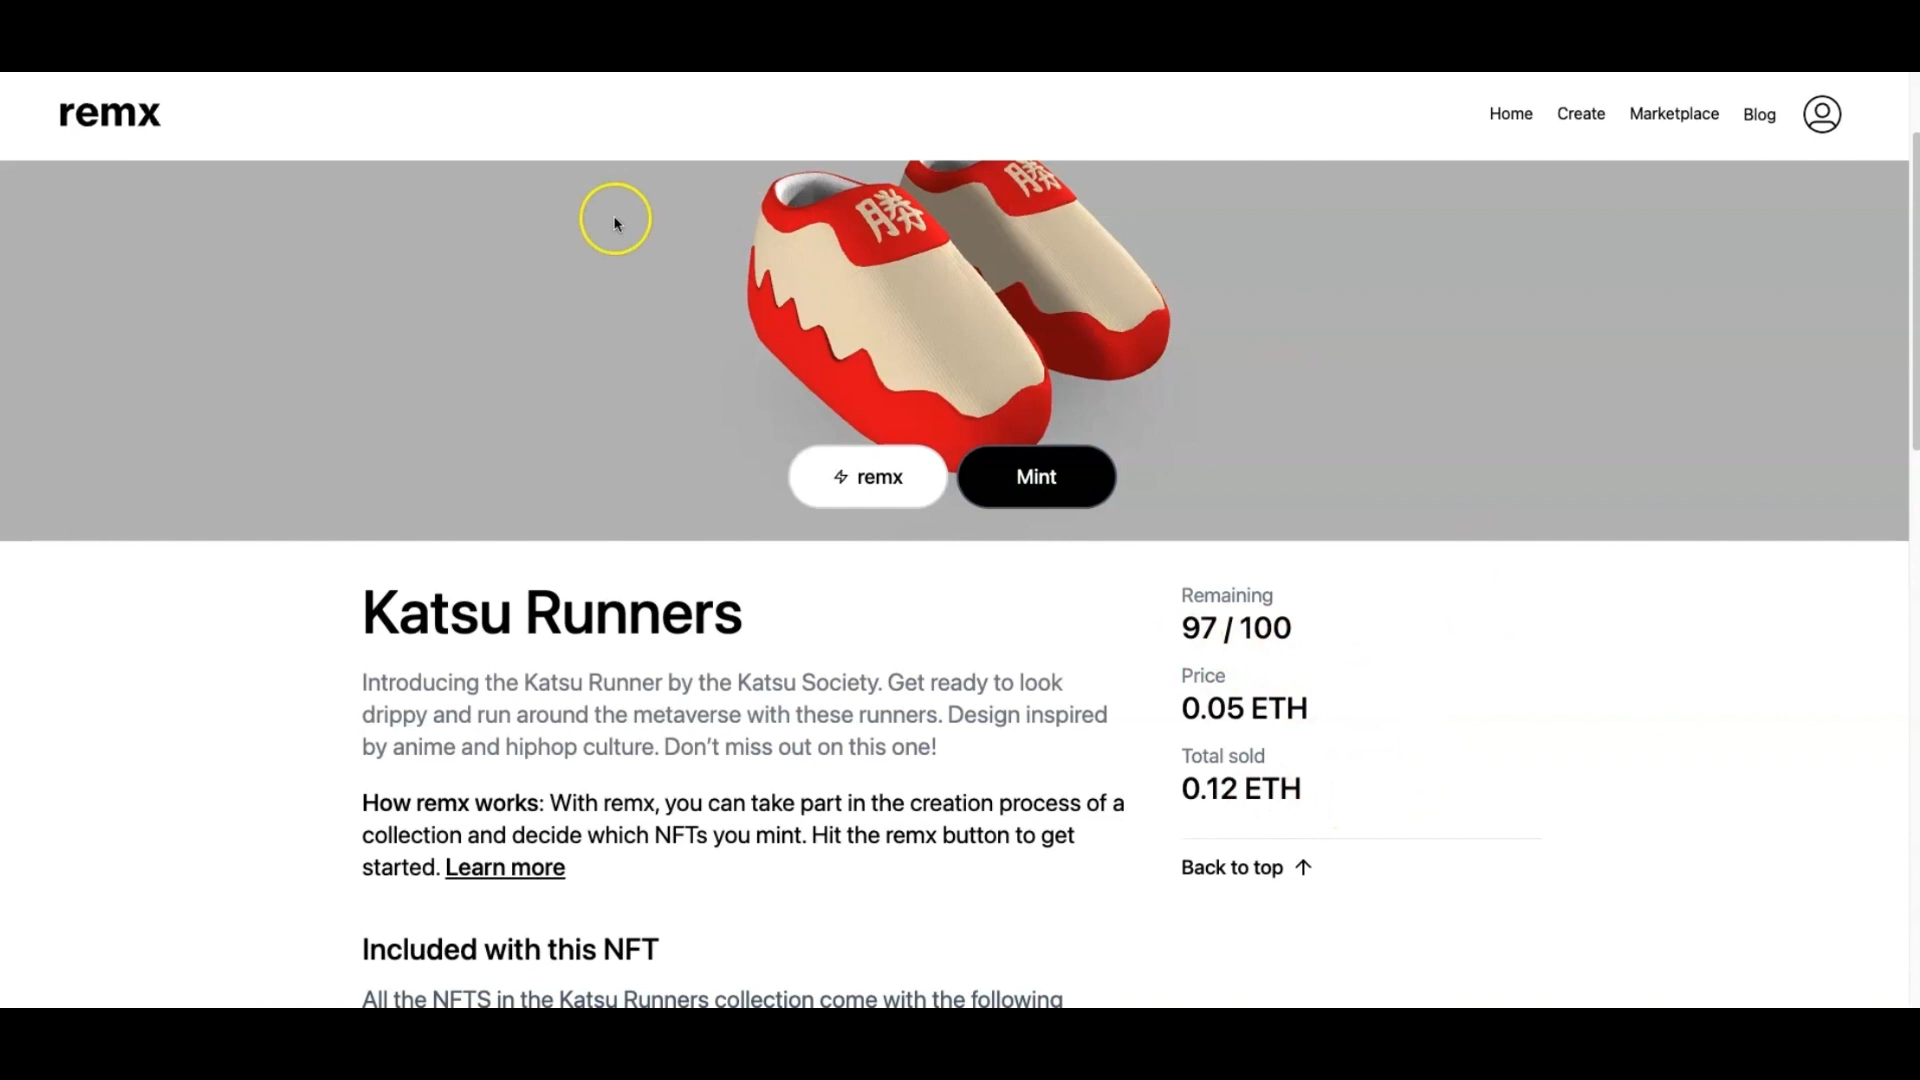 remx
Home Create Marketplace Blog
勝 勝
remx Mint
Katsu Runners
Introducing the Katsu Runner by the Katsu Society. Get ready to look
drippy and run around the metaverse with these runners. Design inspired
by anime and hiphop culture. Don’t miss out on this one!
How remx works: With remx, you can take part in the creation process of a
collection and decide which NFTs you mint. Hit the remx button to get
started. Learn more
Included with this NFT
All the NFTS in the Katsu Runners collection come with the following
Remaining
97 / 100
Price
0.05 ETH
Total sold
0.12 ETH
Back to top ↑